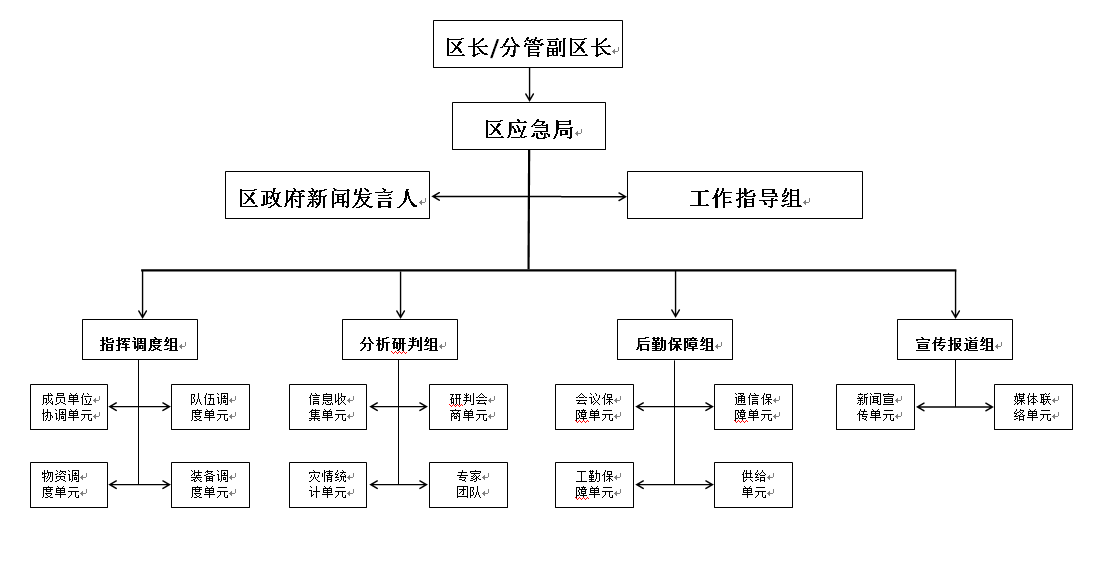 区长/分管副区长
区应急局
区政府新闻发言人
工作指导组
指挥调度组
分析研判组
后勤保障组
宣传报道组
成员单位
协调单元
队伍调
度单元
信息收
集单元
研判会
商单元
会议保
障单元
通信保
障单元
新闻宣
传单元
媒体联
络单元
物资调
度单元
装备调
度单元
灾情统
计单元
专家
团队
工勤保
障单元
供给
单元